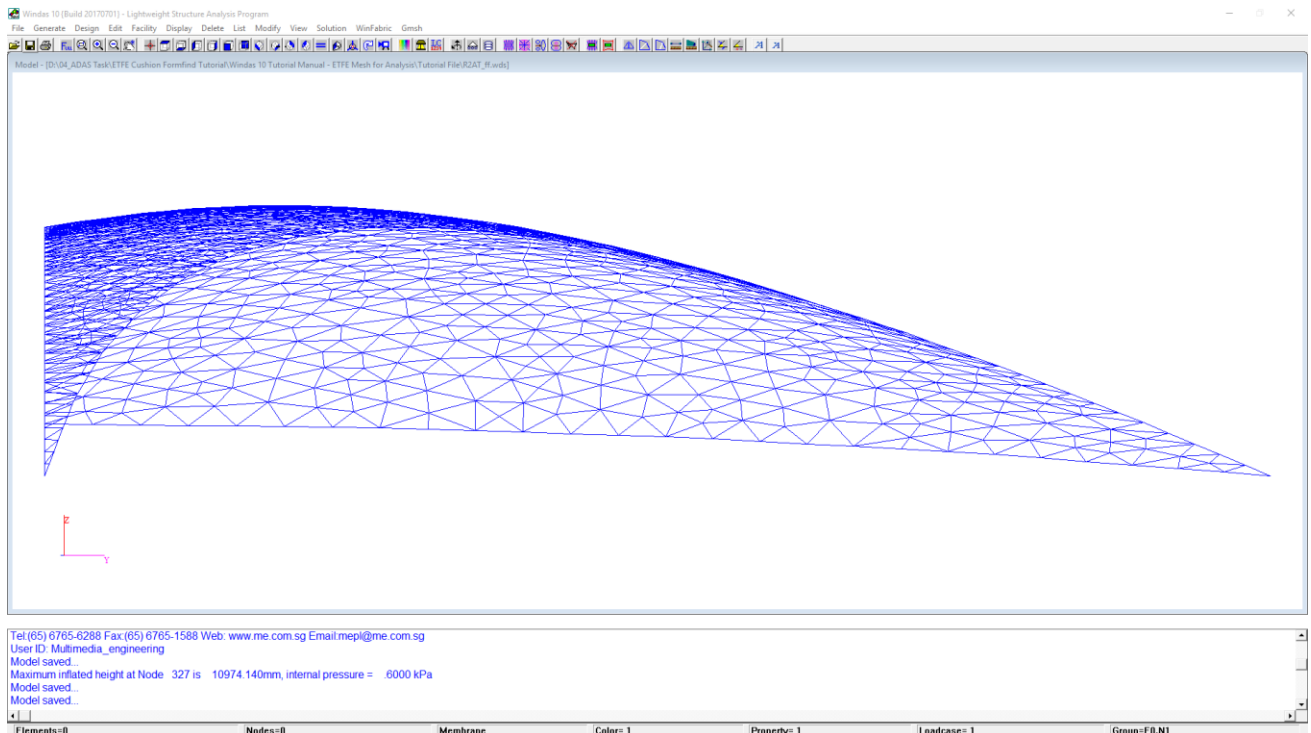 Windas 10 (Build 20170701) - Lightweight Structure Analysis Program
File Generate Design Edit Facility Display Delete List Modify View Solution WinFabric Gmsh
Model - [D:\04_ADAS Task\ETFE Cushion Formfind Tutorial\Windas 10 Tutorial Manual - ETFE Mesh for Analysis\Tutorial File\R2AT_ff.wds]
Z
Y
Tel:(65) 6765-6288 Fax:(65) 6765-1588 Web: www.me.com.sg Email:mepl@me.com.sg
User ID: Multimedia_engineering
Model saved...
Maximum inflated height at Node 327 is 10974.140mm, internal pressure = .6000 kPa
Model saved...
Model saved...
Elements=0 Nodes=0 Membrane Color= 1 Property= 1 Loadcase= 1 Group=E0,N1